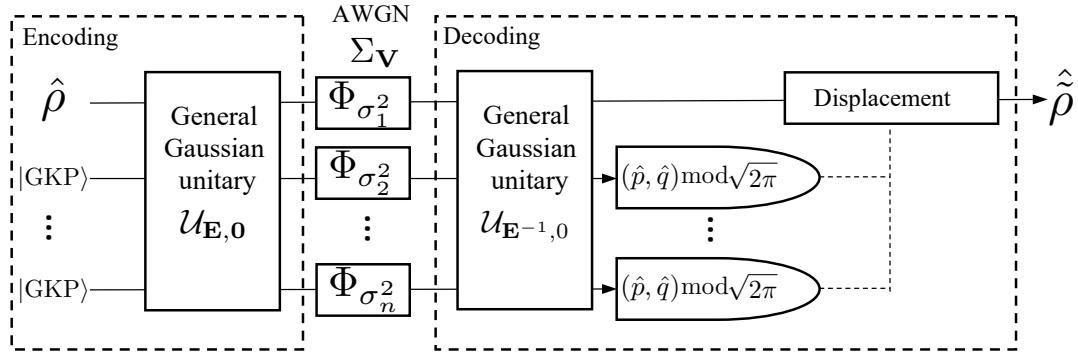 Encoding
AWGN
Σ_V
Decoding
ρ̂
General
Gaussian
unitary
𝒰_{E,0}
Φ_{σ_1^2}
General
Gaussian
unitary
𝒰_{E^{-1},0}
Displacement
ρ̃̂
|GKP⟩
Φ_{σ_2^2}
(p̂, q̂)mod√2π
⋮
⋮
⋮
|GKP⟩
Φ_{σ_n^2}
(p̂, q̂)mod√2π